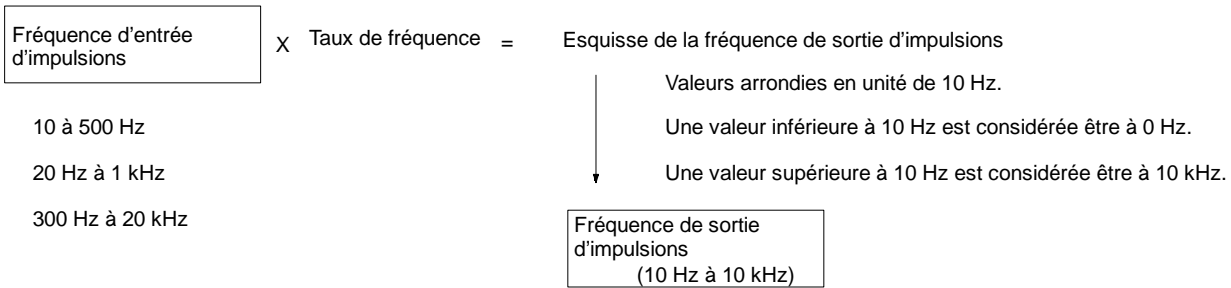 Fréquence d'entrée
d'impulsions
X Taux de fréquence = Esquisse de la fréquence de sortie d'impulsions
Valeurs arrondies en unité de 10 Hz.
10 à 500 Hz
Une valeur inférieure à 10 Hz est considérée être à 0 Hz.
20 Hz à 1 kHz
Une valeur supérieure à 10 Hz est considérée être à 10 kHz.
300 Hz à 20 kHz
Fréquence de sortie
d'impulsions
(10 Hz à 10 kHz)